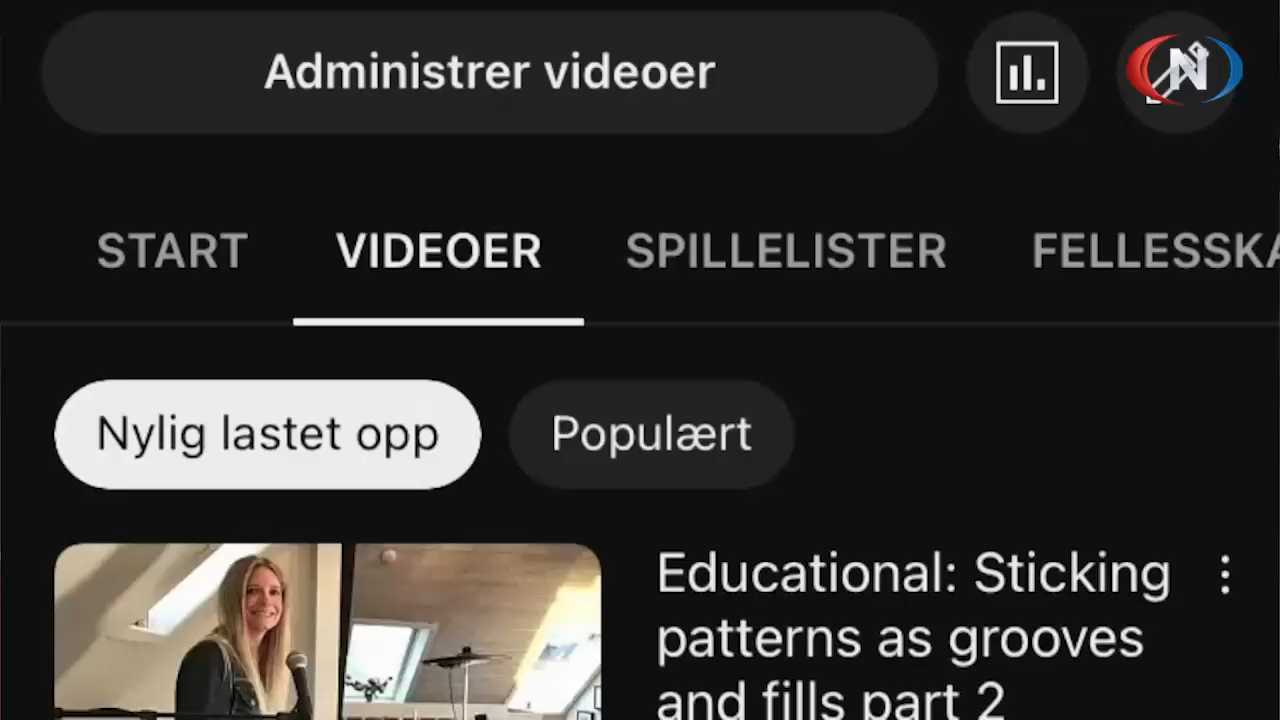 Administrer videoer
N
START VIDEOER SPILLELISTER FELLESSKA
Nylig lastet opp Populært
Educational: Sticking
patterns as grooves
and fills part 2